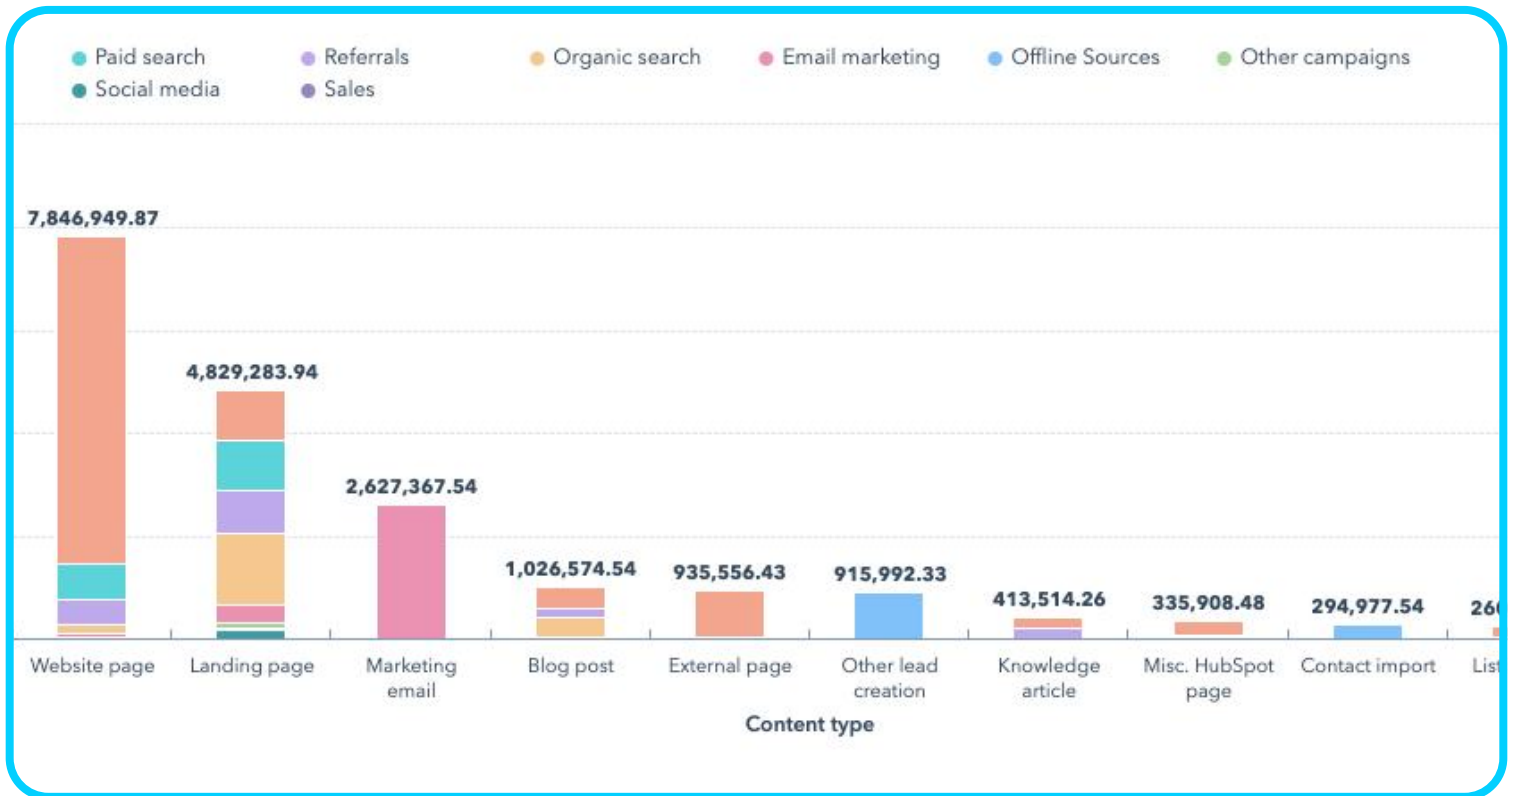 Paid search
Referrals
Organic search
Email marketing
Offline Sources
Other campaigns
Social media
Sales
7,846,949.87
4,829,283.94
2,627,367.54
1,026,574.54
935,556.43
915,992.33
413,514.26
335,908.48
294,977.54
Website page
Landing page
Marketing
email
Blog post
External page
Other lead
creation
Knowledge
article
Misc. HubSpot
page
Contact import
Content type